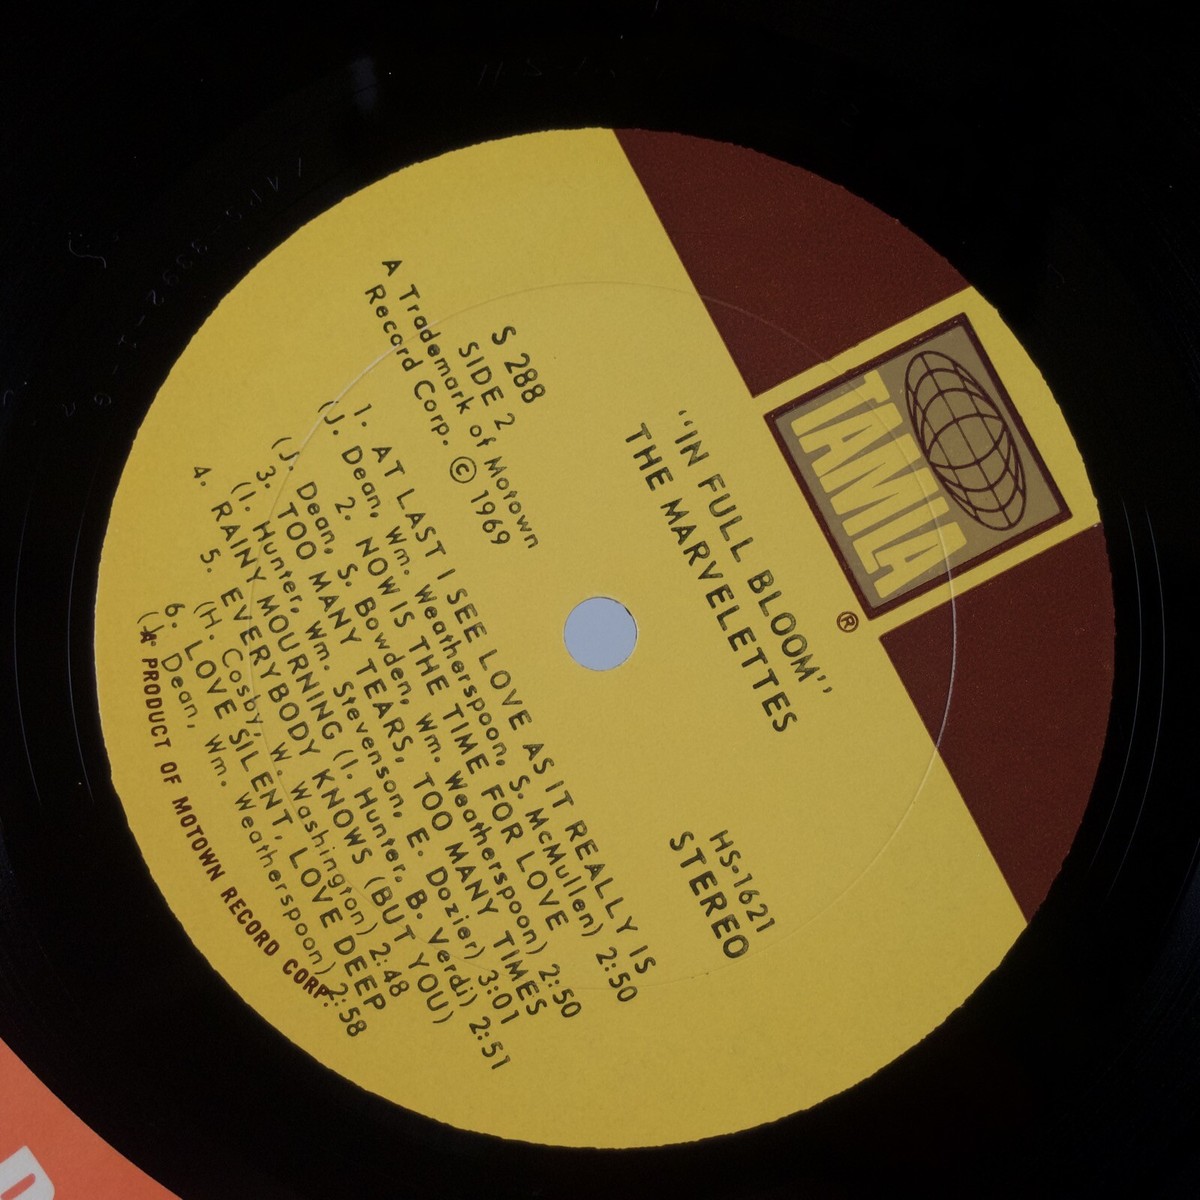 TAMILA
®
"IN FULL BLOOM"
THE MARVELETTES
S 288
SIDE 2
A Trademark of Motown
Record Corp. © 1969
HS-1621
STEREO
1. AT LAST I SEE LOVE AS IT REALLY IS
(J. Dean, Wm. Weatherspoon, S. McMullen) 2:50
2. NOW IS THE TIME FOR LOVE
(J. Dean, S. Bowden, Wm. Weatherspoon) 2:50
3. TOO MANY TEARS, TOO MANY TIMES
(I. Hunter, Wm. Stevenson, E. Dozier) 3:01
4. RAINY MOURNING (I. Hunter, B. Verdi) 2:51
5. EVERYBODY KNOWS (BUT YOU)
(H. Cosby, W. Washington) 2:48
6. LOVE SILENT, LOVE DEEP
(J. Dean, Wm. Weatherspoon) 2:58
A PRODUCT OF MOTOWN RECORD CORP.